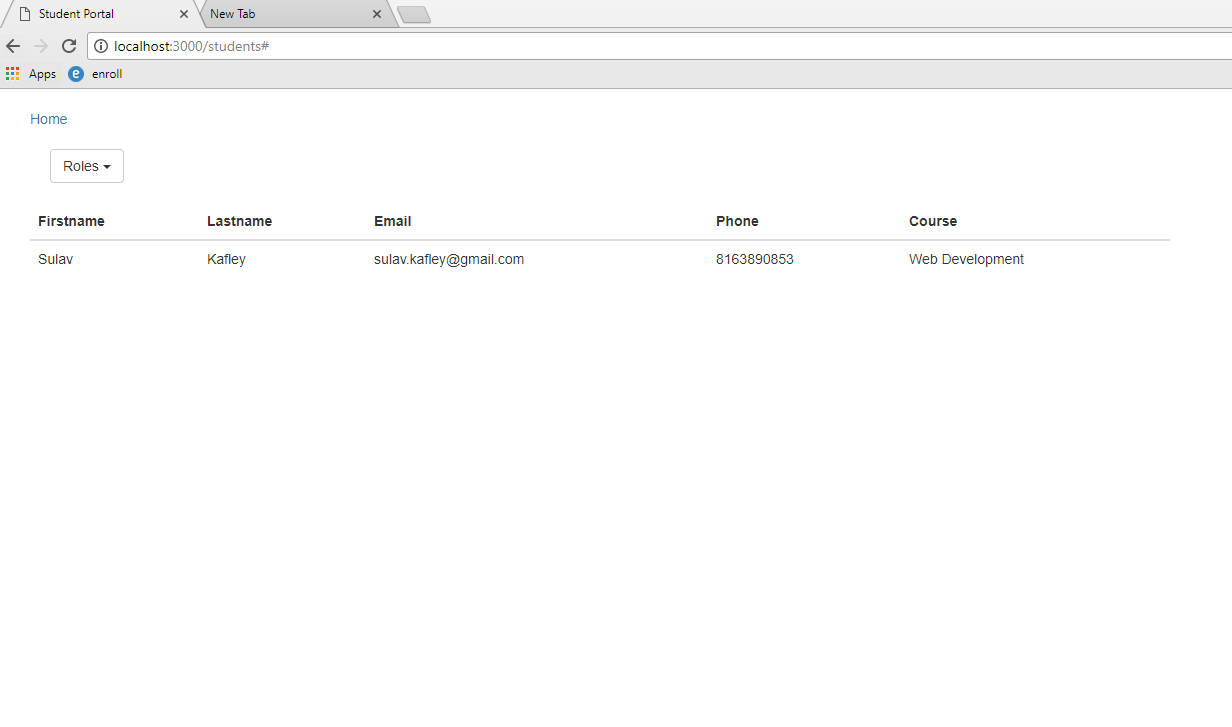 Student Portal New Tab
localhost:3000/students#
Apps enroll
Home
Roles
Firstname Lastname Email Phone Course
Sulav Kafley sulav.kafley@gmail.com 8163890853 Web Development